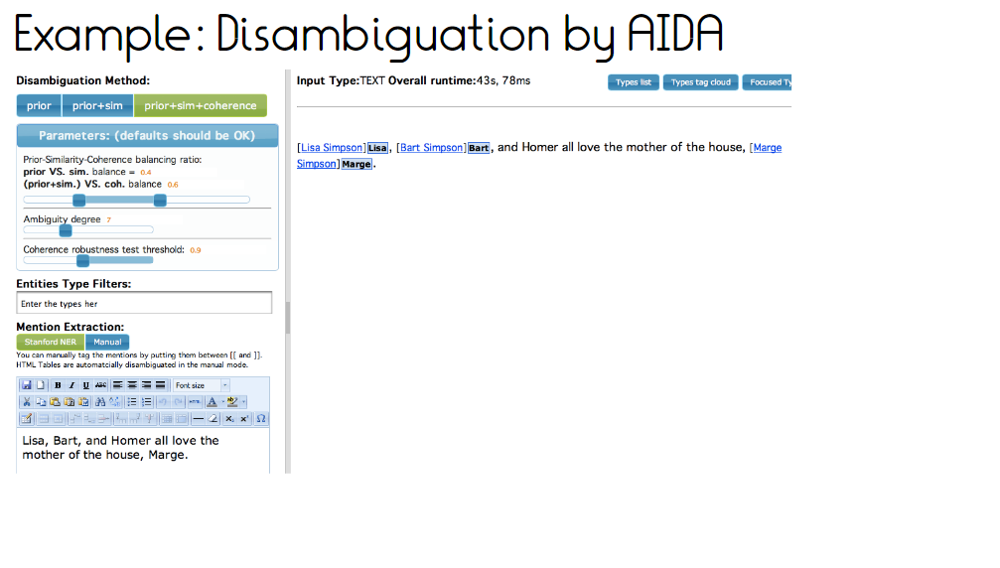 Example: Disambiguation by AIDA
Disambiguation Method:
prior prior+sim prior+sim+coherence
Parameters: (defaults should be OK)
Prior-Similarity-Coherence balancing ratio:
prior VS. sim. balance = 0.4
(prior+sim.) VS. coh. balance 0.6
Ambiguity degree 7
Coherence robustness test threshold: 0.9
Entities Type Filters:
Enter the types her
Mention Extraction:
Stanford NER Manual
You can manually tag the mentions by putting them between [[ and ]].
HTML Tables are automatcially disambiguated in the manual mode.
B I U ABC Font size
HTML A ab
X₂ X² Ω
Lisa, Bart, and Homer all love the
mother of the house, Marge.
Input Type:TEXT Overall runtime:43s, 78ms
Types list Types tag cloud Focused Ty
[Lisa Simpson]Lisa, [Bart Simpson]Bart, and Homer all love the mother of the house, [Marge
Simpson]Marge.